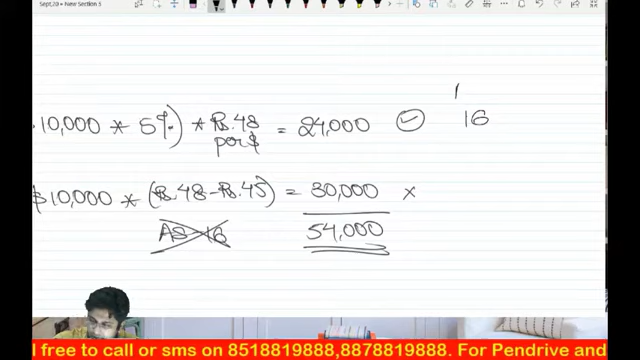 Sept,20 • New Section 5
10,000 * 5%) * Rs.48 = 24,000 1
per$ 16
$10,000 * (Rs.48-Rs.45) = 30,000 ×
AS-16 54,000
l free to call or sms on 8518819888,8878819888. For Pendrive and